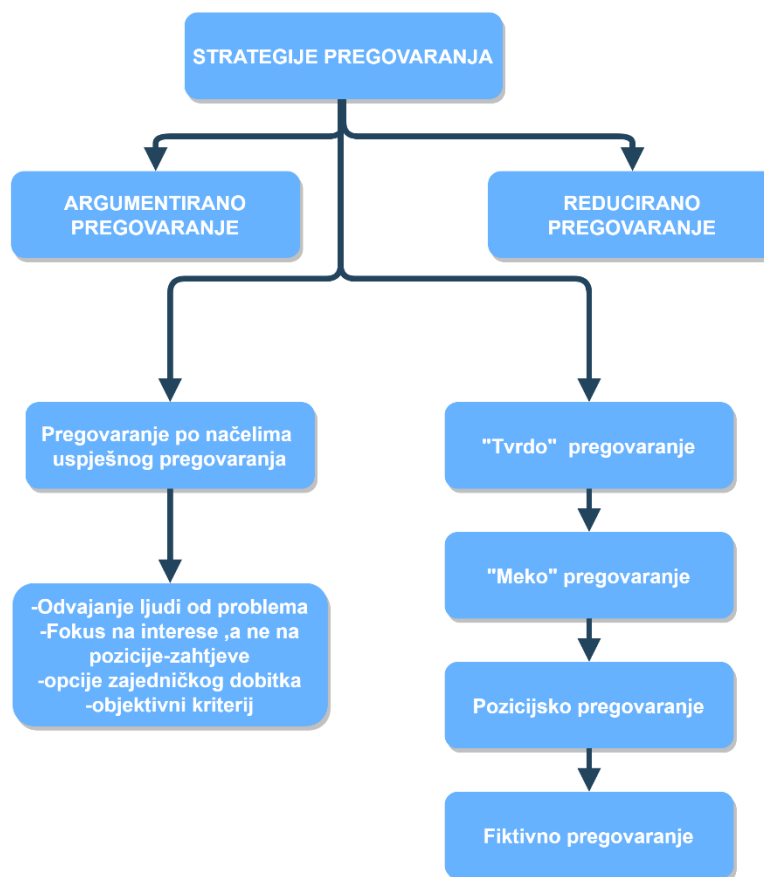 STRATEGIJE PREGOVARANJA
ARGUMENTIRANO
PREGOVARANJE
REDUCIRANO
PREGOVARANJE
Pregovaranje po načelima
uspješnog pregovaranja
"Tvrdo" pregovaranje
"Meko" pregovaranje
-Odvajanje ljudi od problema
-Fokus na interese ,a ne na
pozicije-zahtjeve
-opcije zajedničkog dobitka
-objektivni kriterij
Pozicijsko pregovaranje
Fiktivno pregovaranje